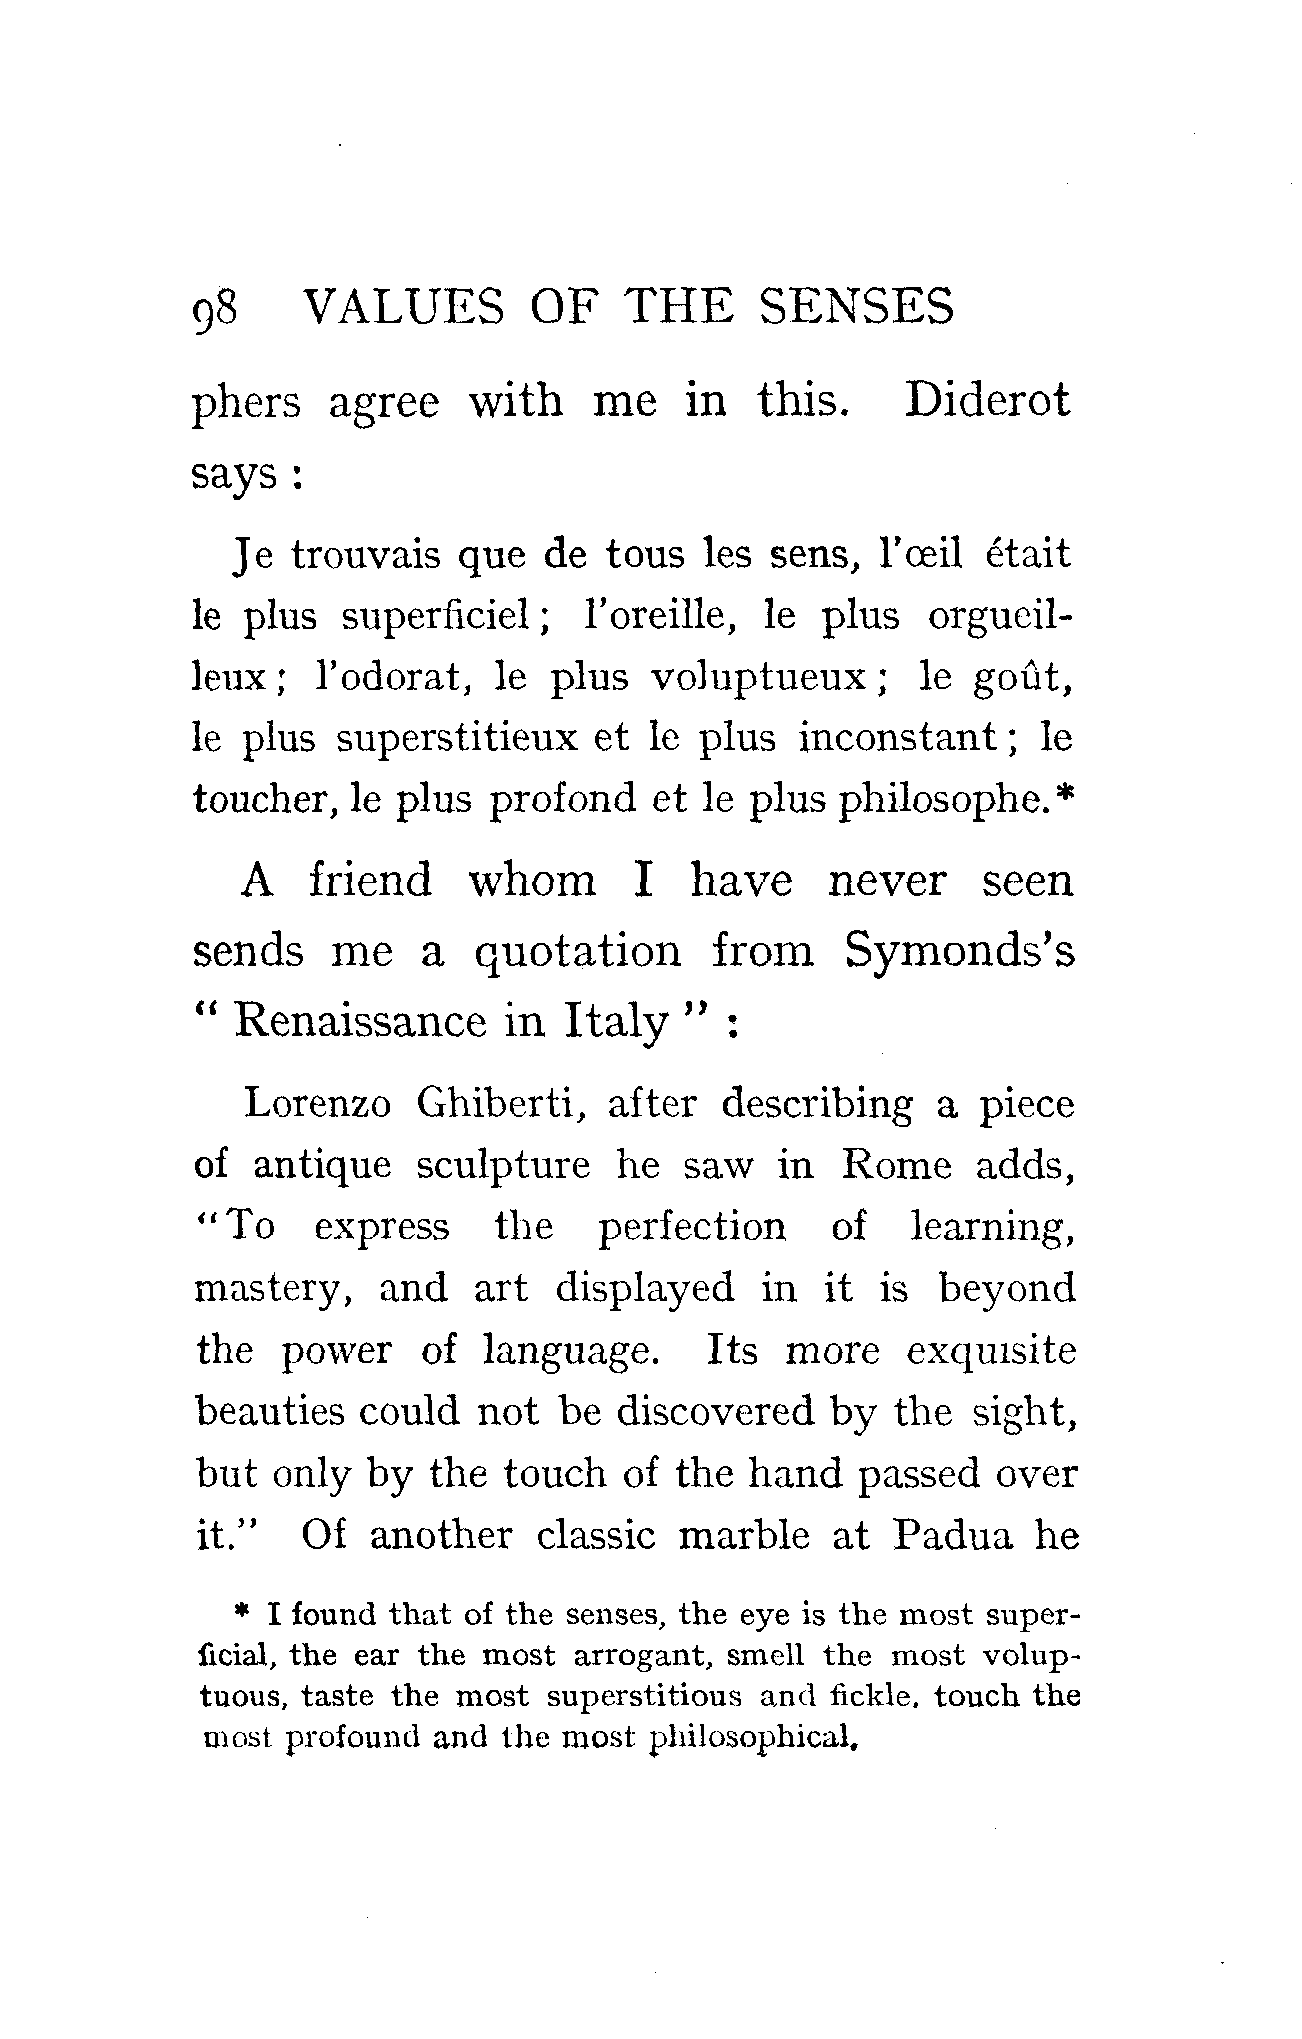 98 VALUES OF THE SENSES
phers agree with me in this. Diderot
says :
Je trouvais que de tous les sens, l'œil était
le plus superficiel ; l'oreille, le plus orgueil-
leux ; l'odorat, le plus voluptueux ; le goût,
le plus superstitieux et le plus inconstant ; le
toucher, le plus profond et le plus philosophe.*
A friend whom I have never seen
sends me a quotation from Symonds's
" Renaissance in Italy " :
Lorenzo Ghiberti, after describing a piece
of antique sculpture he saw in Rome adds,
"To express the perfection of learning,
mastery, and art displayed in it is beyond
the power of language. Its more exquisite
beauties could not be discovered by the sight,
but only by the touch of the hand passed over
it." Of another classic marble at Padua he
* I found that of the senses, the eye is the most super-
ficial, the ear the most arrogant, smell the most volup-
tuous, taste the most superstitious and fickle, touch the
most profound and the most philosophical.